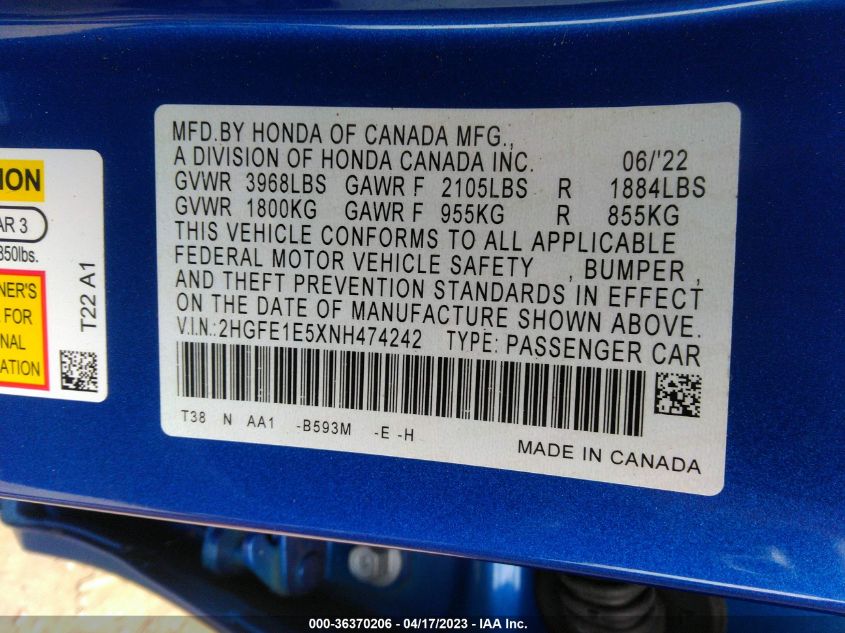 MFD.BY HONDA OF CANADA MFG.,
A DIVISION OF HONDA CANADA INC. 06/'22
GVWR 3968LBS GAWR F 2105LBS R 1884LBS
GVWR 1800KG GAWR F 955KG R 855KG
THIS VEHICLE CONFORMS TO ALL APPLICABLE
FEDERAL MOTOR VEHICLE SAFETY , BUMPER ,
AND THEFT PREVENTION STANDARDS IN EFFECT
ON THE DATE OF MANUFACTURE SHOWN ABOVE.
V.I.N.:2HGFE1E5XNH474242 TYPE: PASSENGER CAR
T38 N AA1 -B593M -E -H
MADE IN CANADA
ION
AR 3
350lbs.
NER'S
FOR
NAL
ATION
T22 A1
000-36370206 - 04/17/2023 - IAA Inc.